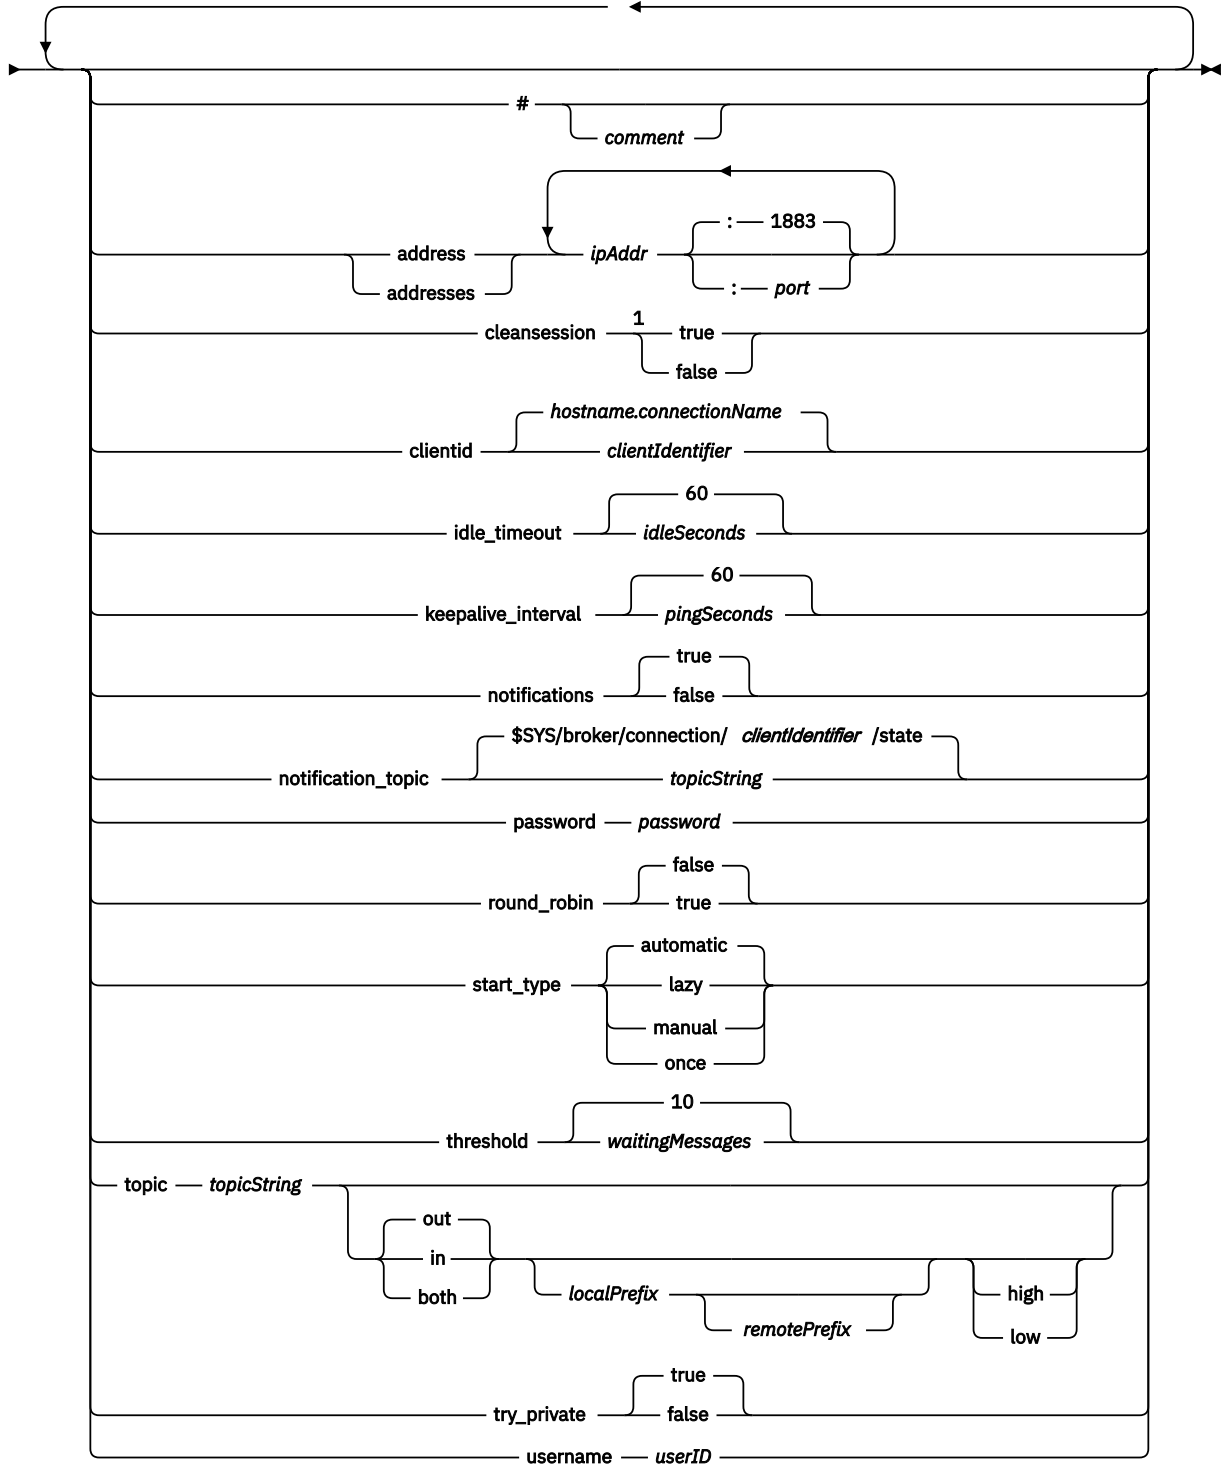 #
comment
: 1883
address ipAddr
addresses : port
cleansession 1 true
false
hostname.connectionName
clientid clientIdentifier
60
idle_timeout idleSeconds
60
keepalive_interval pingSeconds
true
notifications false
$SYS/broker/connection/ clientIdentifier /state
notification_topic topicString
password password
false
round_robin true
automatic
start_type lazy
manual
once
10
threshold waitingMessages
topic topicString
out
in
both localPrefix high
remotePrefix low
true
try_private false
username userID